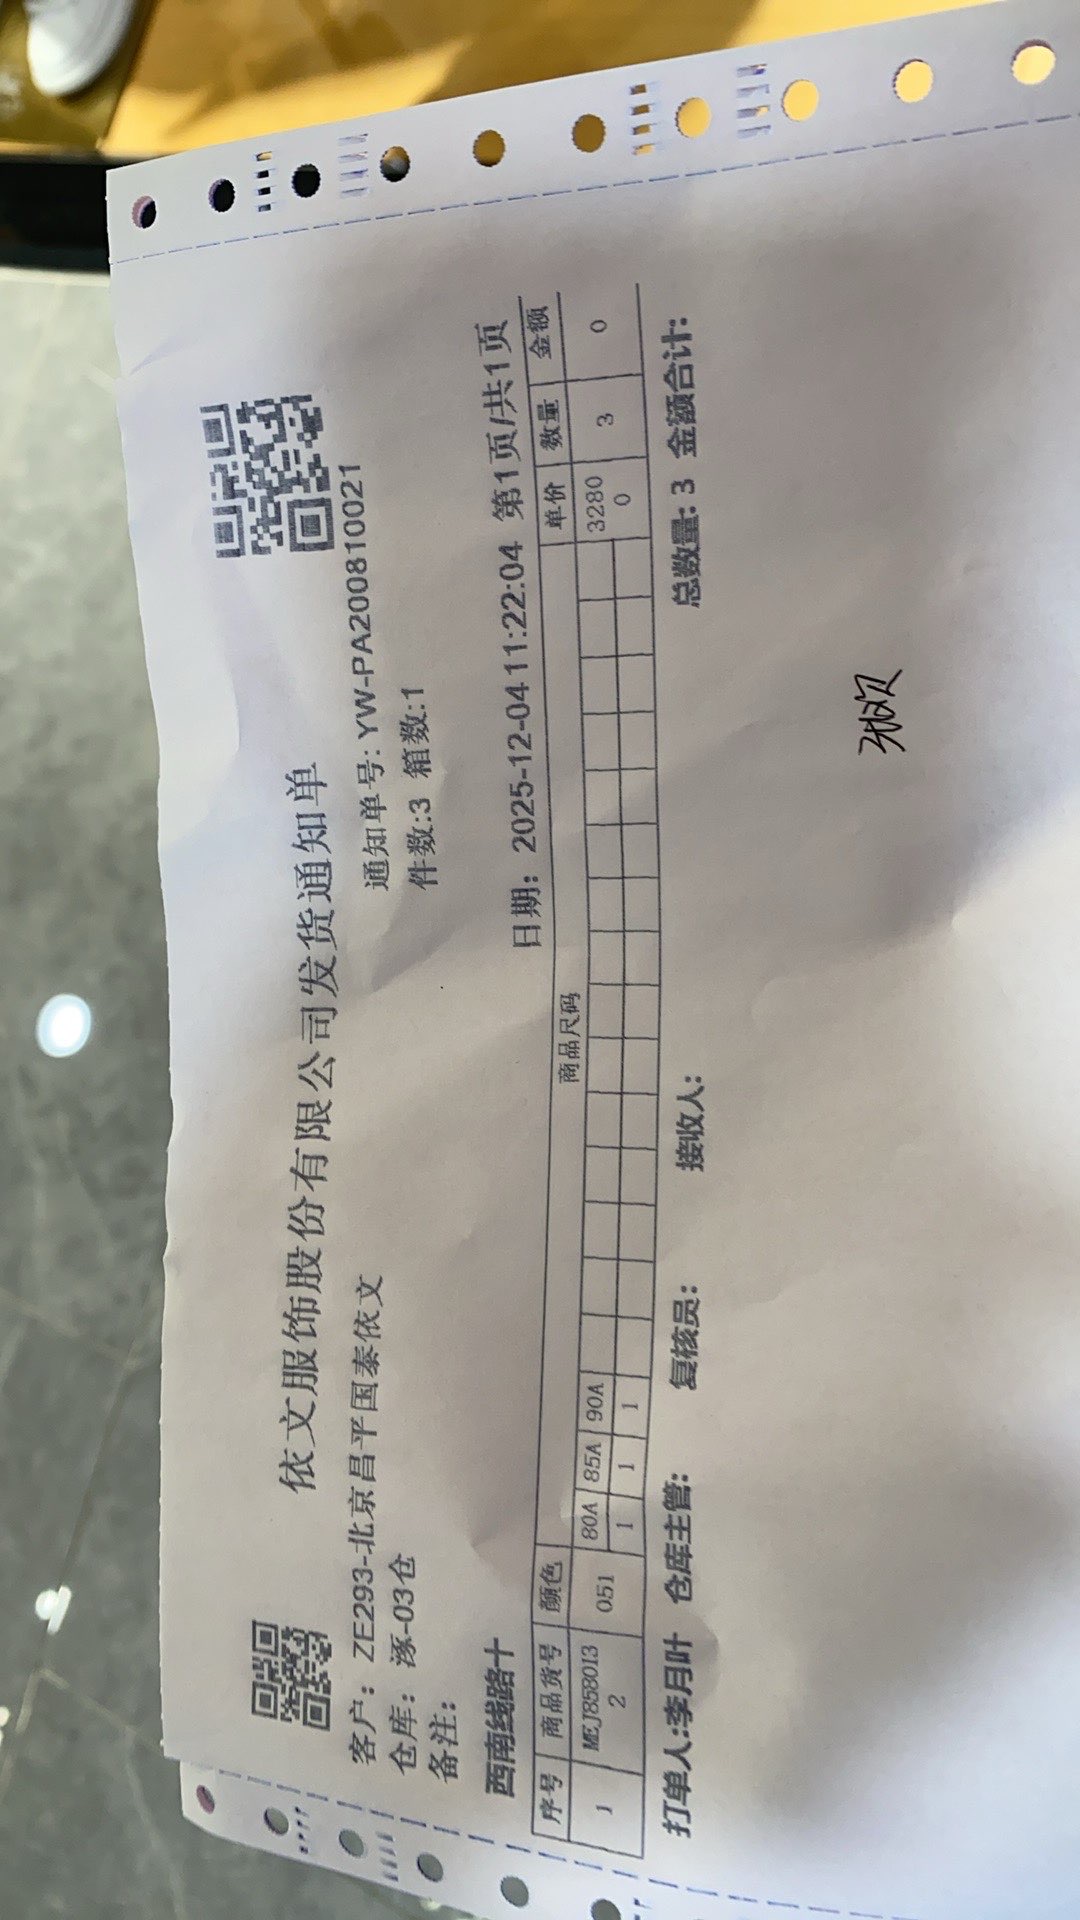 依文服饰股份有限公司发货通知单
客户：ZE293-北京昌平国泰依文 通知单号: YW-PA200810021
仓库：涿-03仓 件数:3 箱数:1
备注：
西南线路十 日期：2025-12-04 11:22:04 第1页/共1页
序号 商品货号 颜色 商品尺码 单价 数量 金额
1 MEJ8580132 051 80A 85A 90A 32800 3 0
1 1 1
打单人:李月叶 仓库主管: 复核员: 接收人: 总数量: 3 金额合计: